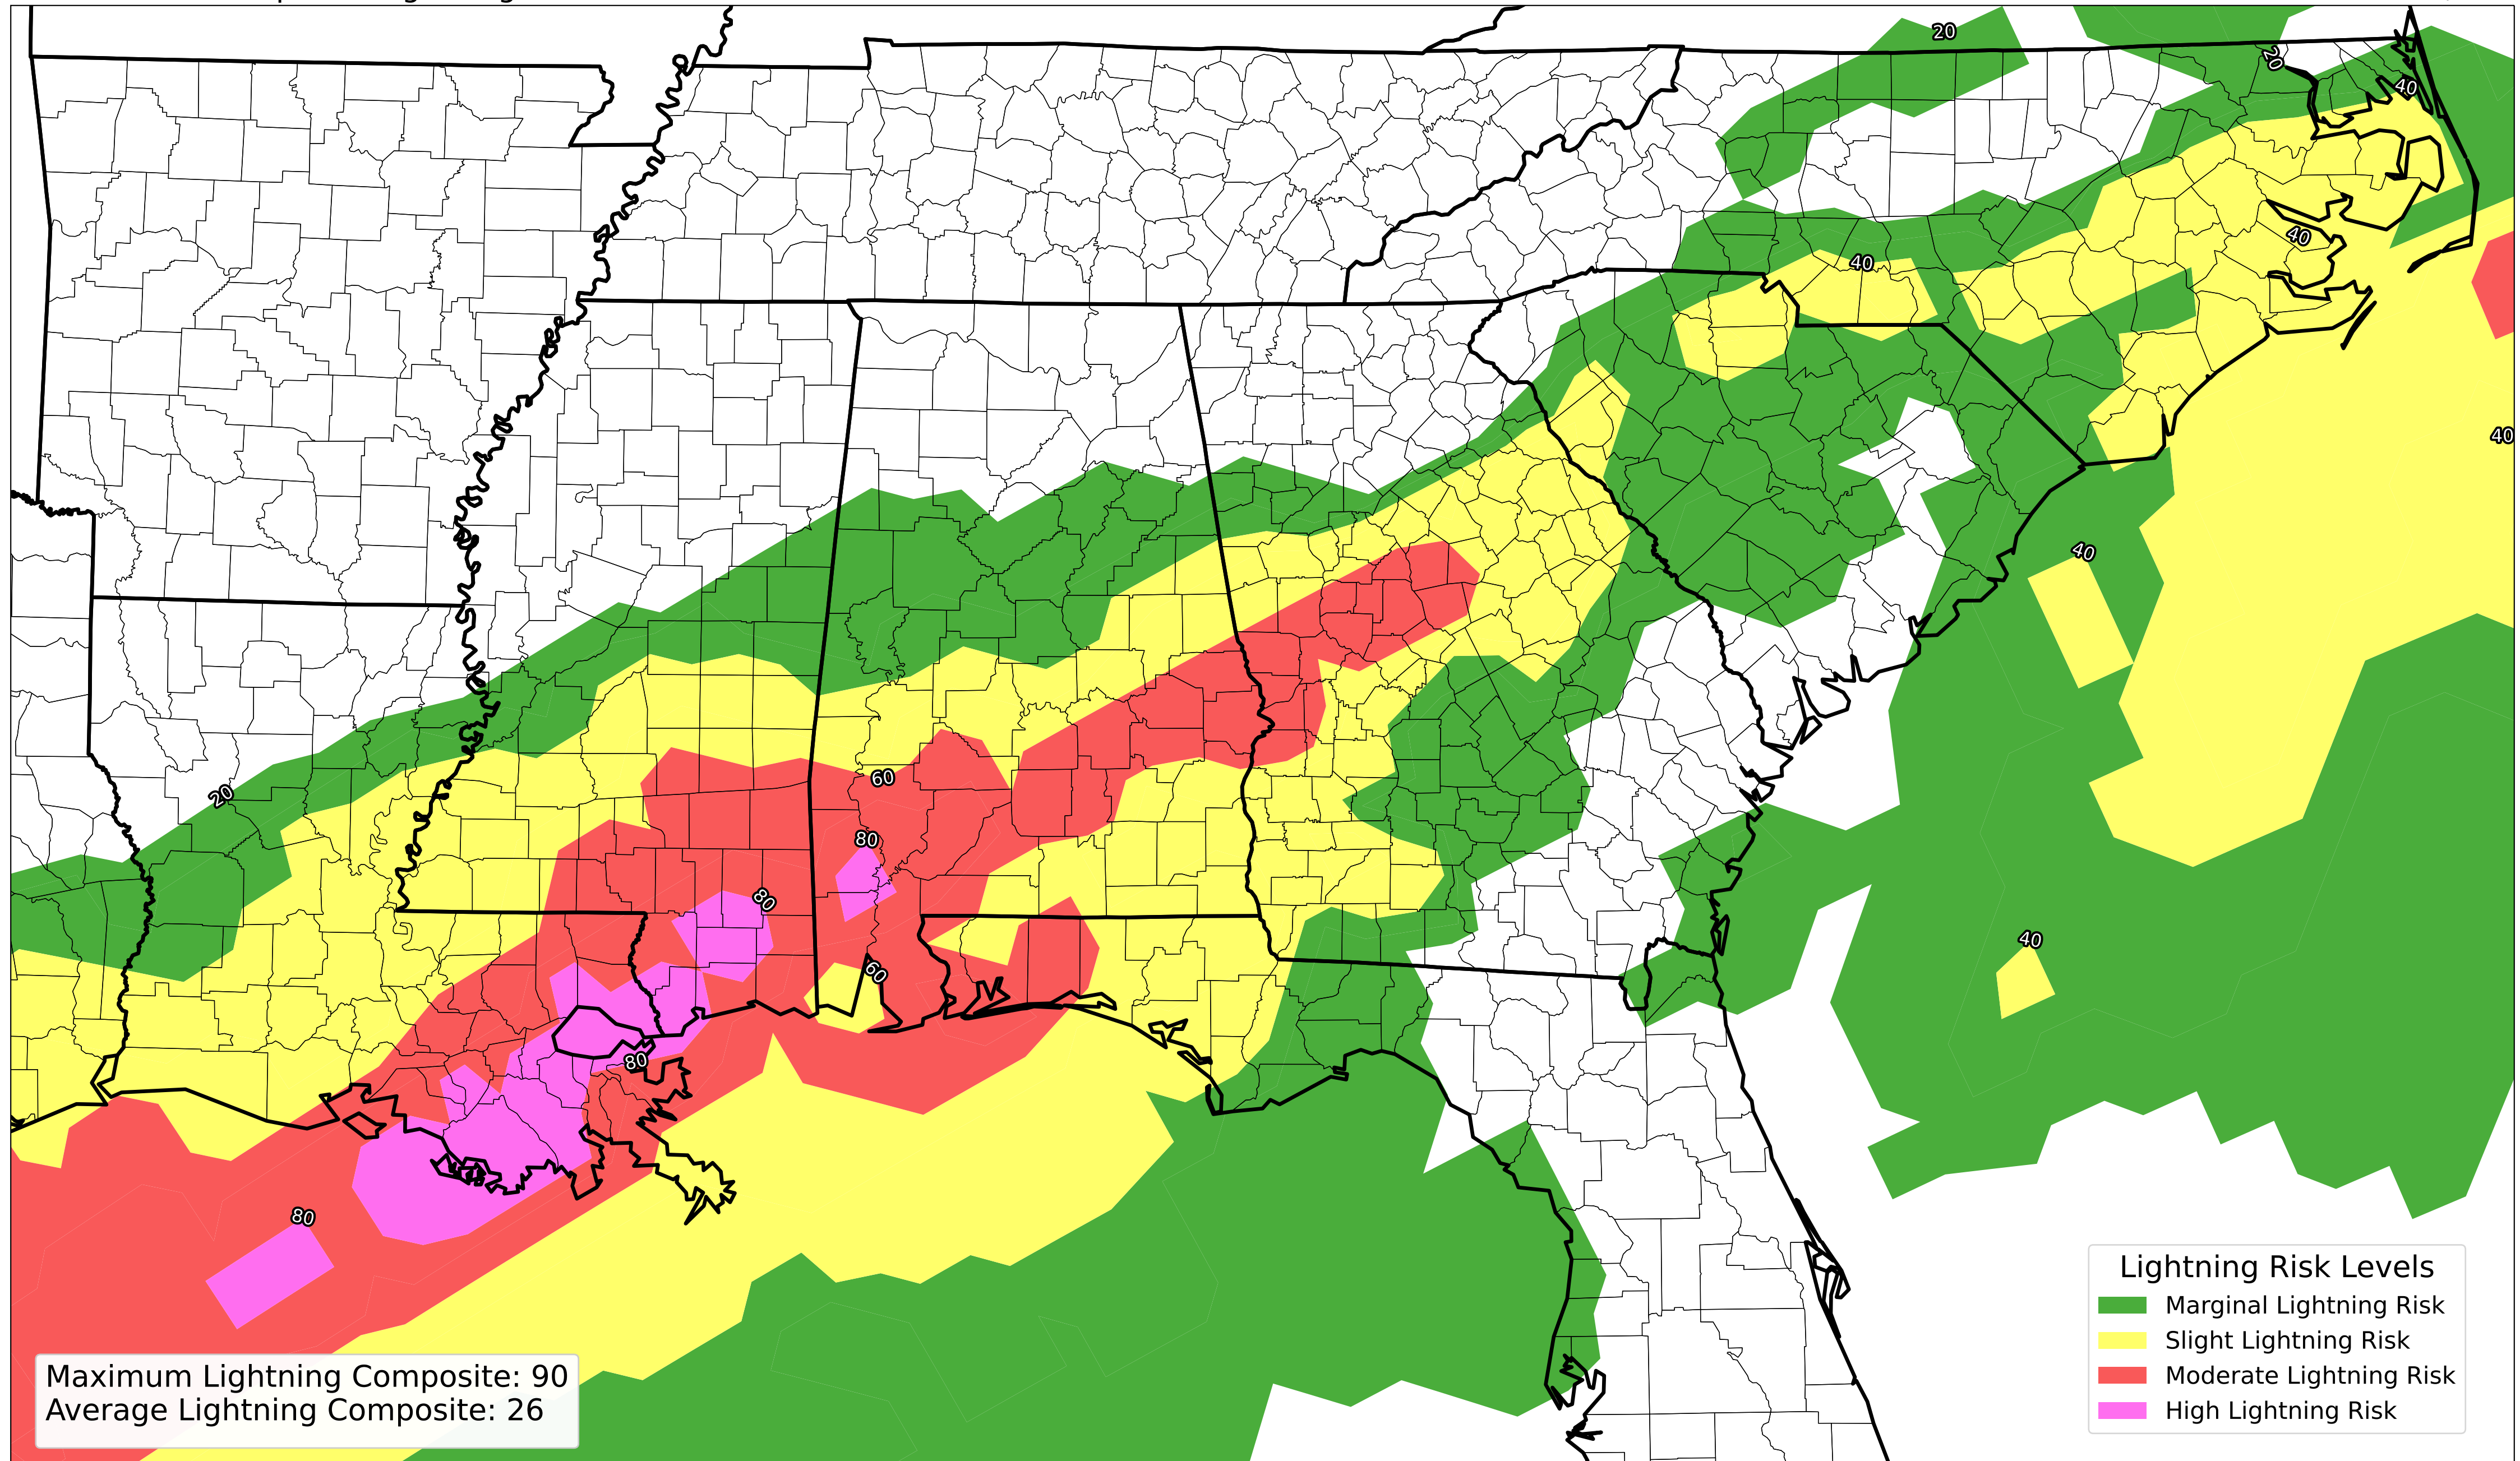 20
20
40
40
40
40
40
20
60
80
80
60
40
80
80
Lightning Risk Levels
Marginal Lightning Risk
Slight Lightning Risk
Moderate Lightning Risk
High Lightning Risk
Maximum Lightning Composite: 90
Average Lightning Composite: 26